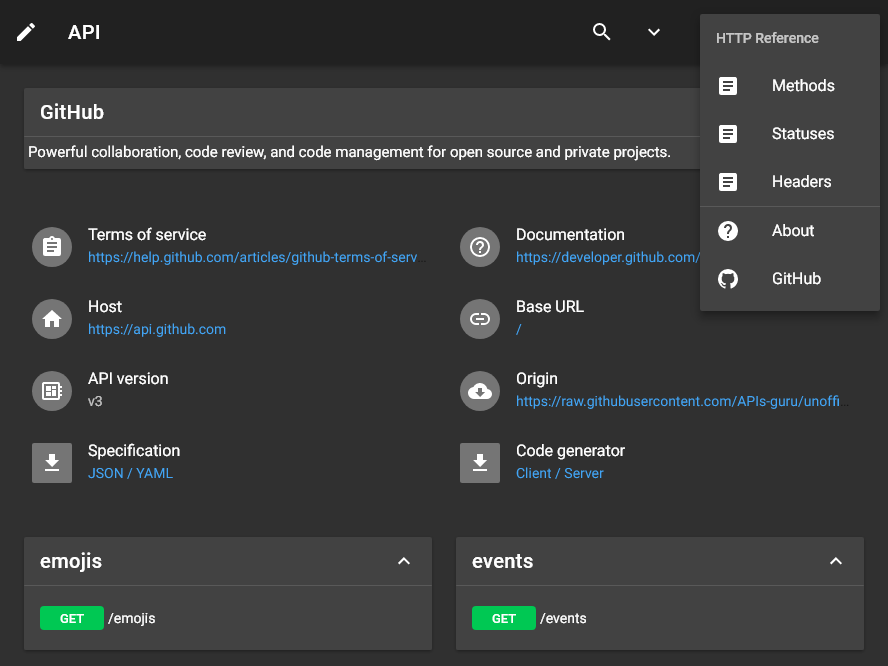 API
HTTP Reference
Methods
Statuses
Headers
About
GitHub
GitHub
Powerful collaboration, code review, and code management for open source and private projects.
Terms of service
https://help.github.com/articles/github-terms-of-serv...
Documentation
https://developer.github.com/
Host
https://api.github.com
Base URL
/
API version
v3
Origin
https://raw.githubusercontent.com/APIs-guru/unoffi...
Specification
JSON / YAML
Code generator
Client / Server
emojis
GET /emojis
events
GET /events